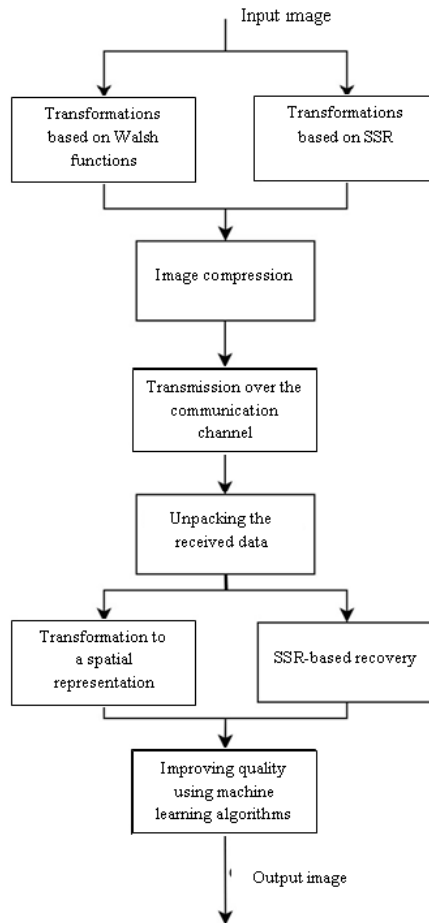 Input image
Transformations
based on Walsh
functions
Transformations
based on SSR
Image compression
Transmission over the
communication
channel
Unpacking the
received data
Transformation to
a spatial
representation
SSR-based recovery
Improving quality
using machine
learning algorithms
Output image